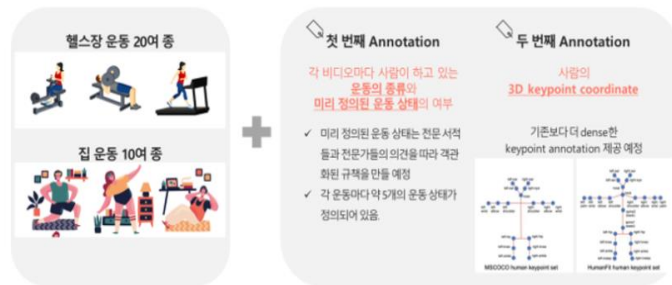 헬스장 운동 20여 종
집 운동 10여 종
첫 번째 Annotation
각 비디오마다 사람이 하고 있는
운동의 종류와
미리 정의된 운동 상태의 여부
✓ 미리 정의된 운동 상태는 전문 서적
들과 전문가들의 의견을 따라 객관
화된 규책을 만들 예정
✓ 각 운동마다 약 5개의 운동 상태가
정의되어 있음.
두 번째 Annotation
사람의
3D keypoint coordinate
기존보다 더 dense한
keypoint annotation 제공 예정
MSCOCO human keypoint set
HumanFit human keypoint set